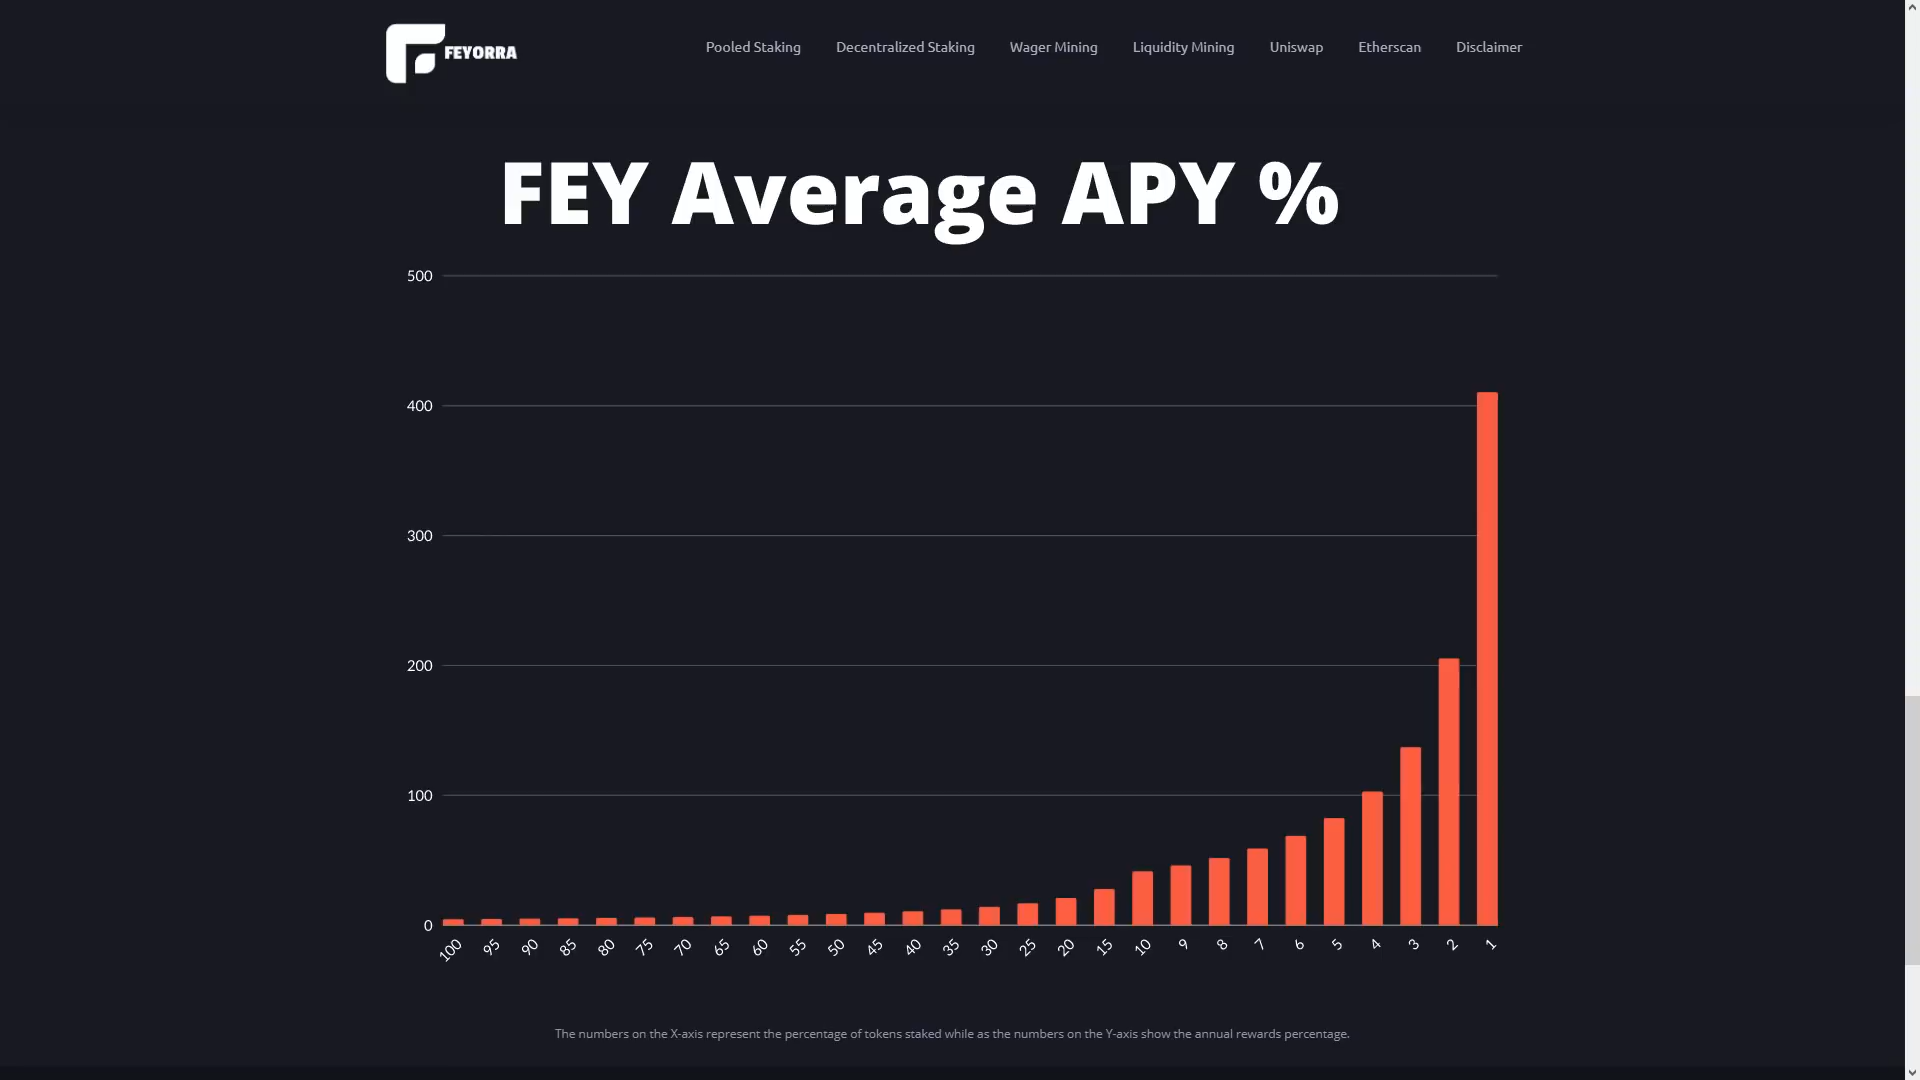 FEYORRA
Pooled Staking Decentralized Staking Wager Mining Liquidity Mining Uniswap Etherscan Disclaimer
FEY Average APY %
500
400
300
200
100
0
100 95 90 85 80 75 70 65 60 55 50 45 40 35 30 25 20 15 10 9 8 7 6 5 4 3 2 1
The numbers on the X-axis represent the percentage of tokens staked while as the numbers on the Y-axis show the annual rewards percentage.